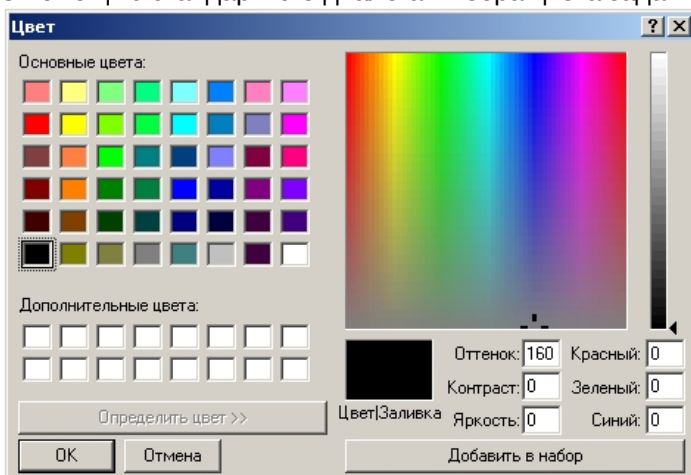 Цвет
Основные цвета:
Дополнительные цвета:
Определить цвет >>
OK Отмена
Оттенок: 160 Красный: 0
Контраст: 0 Зеленый: 0
Цвет|Заливка Яркость: 0 Синий: 0
Добавить в набор